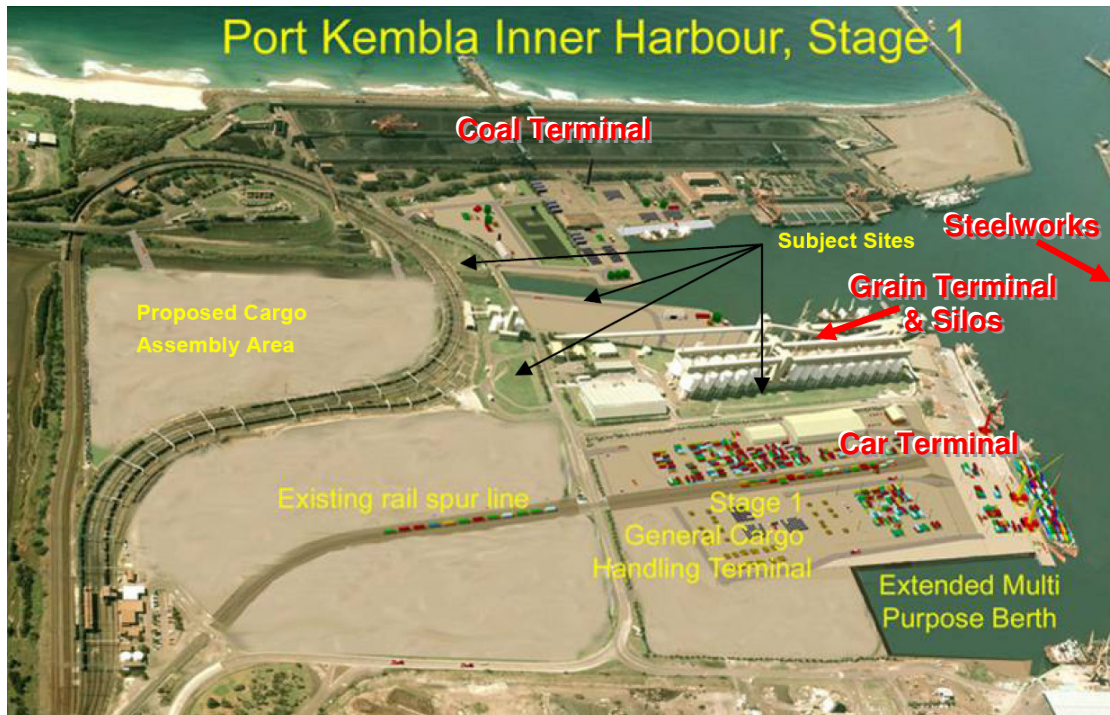 Port Kembla Inner Harbour, Stage 1
Coal Terminal
Steelworks
Subject Sites
Grain Terminal
& Silos
Proposed Cargo
Assembly Area
Car Terminal
Existing rail spur line
Stage 1
General Cargo
Handling Terminal
Extended Multi
Purpose Berth